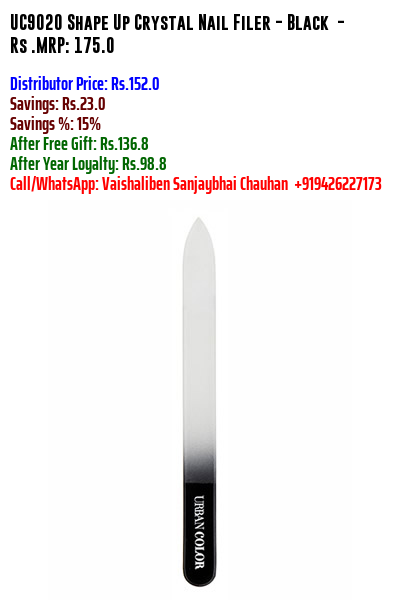 UC9020 Shape Up Crystal Nail Filer - Black -
Rs .MRP: 175.0
Distributor Price: Rs.152.0
Savings: Rs.23.0
Savings %: 15%
After Free Gift: Rs.136.8
After Year Loyalty: Rs.98.8
Call/WhatsApp: Vaishaliben Sanjaybhai Chauhan +919426227173
URBAN COLOR